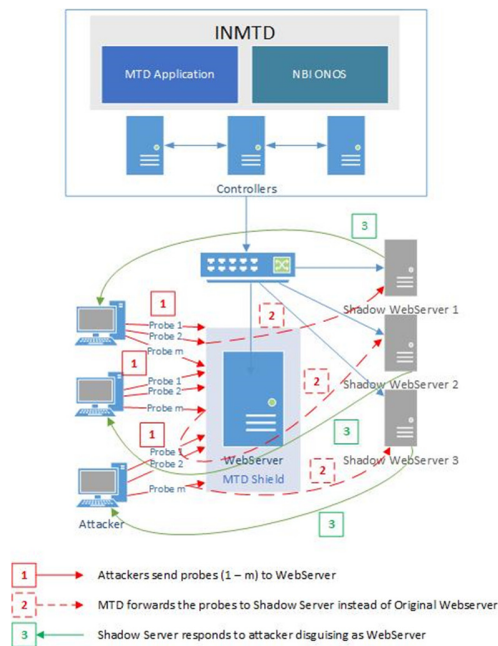 INMTD
MTD Application
NBI ONOS
Controllers
3
1
Shadow WebServer 1
Probe 1
2
Probe 2
1
Probe m
2
Shadow WebServer 2
Probe 1
Probe 2
Probe m
1
3
Probe 1
WebServer
2
Shadow WebServer 3
Probe 2
MTD Shield
Probe m
Attacker
3
1 Attackers send probes (1 – m) to WebServer
2 MTD forwards the probes to Shadow Server instead of Original Webserver
3 Shadow Server responds to attacker disguising as WebServer